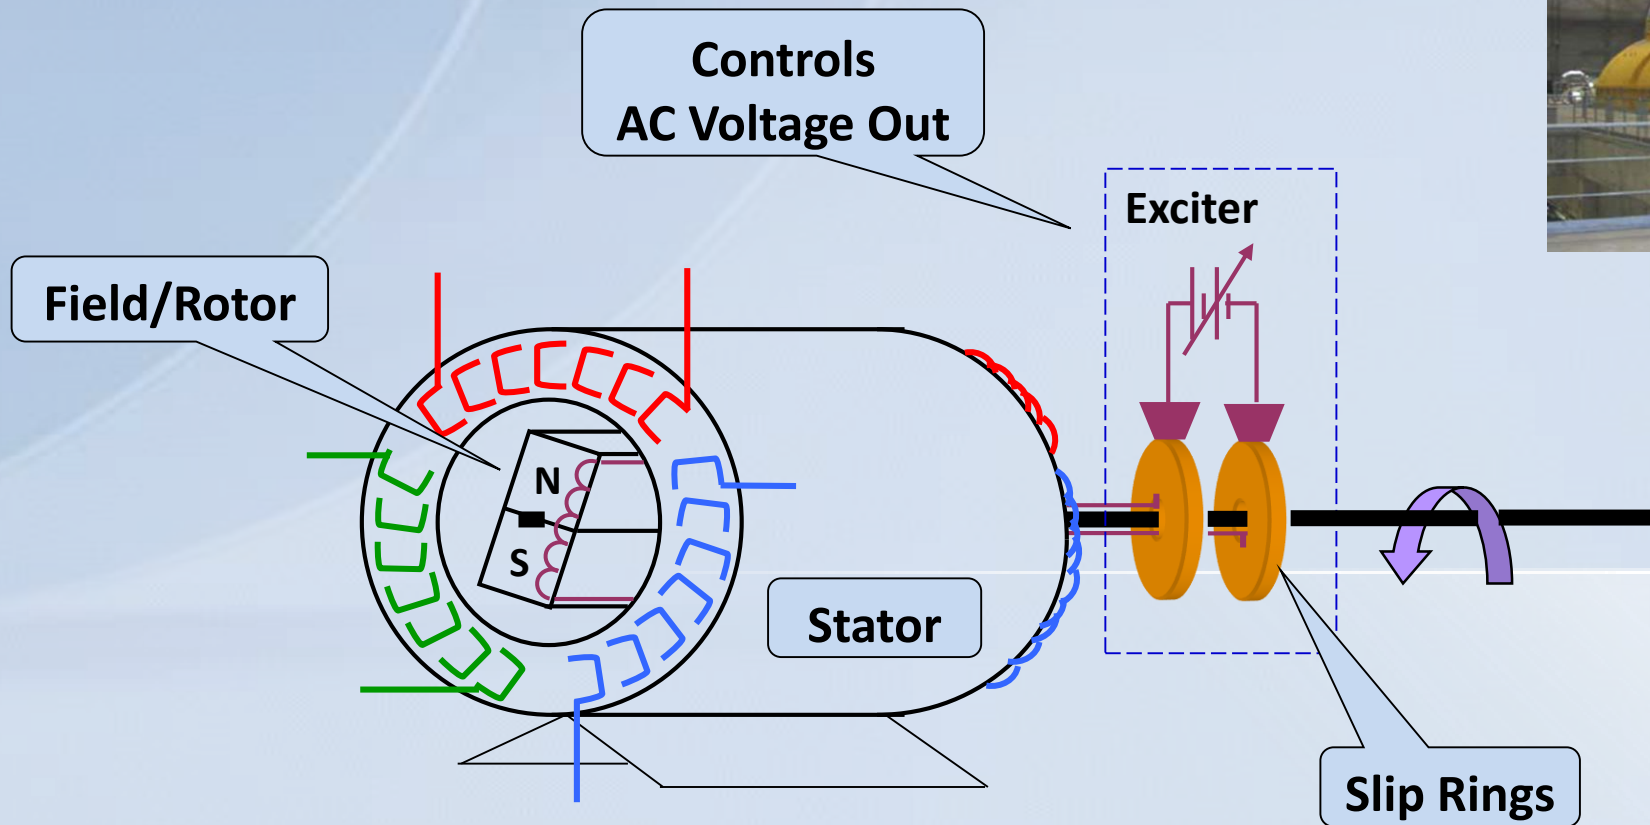 Controls
AC Voltage Out
Exciter
Field/Rotor
N
S
Stator
Slip Rings